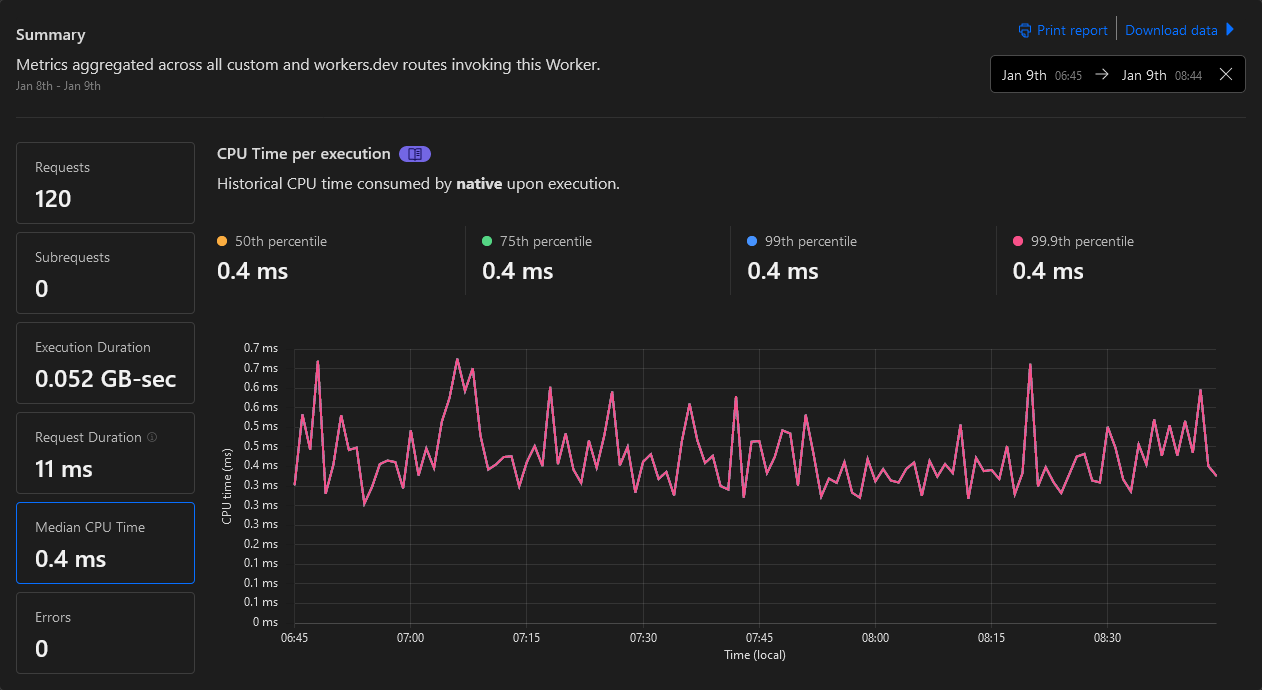 Summary
Print report
Download data
Metrics aggregated across all custom and workers.dev routes invoking this Worker.
Jan 8th - Jan 9th
Jan 9th 06:45 → Jan 9th 08:44
Requests
120
Subrequests
0
Execution Duration
0.052 GB-sec
Request Duration
11 ms
Median CPU Time
0.4 ms
Errors
0
CPU Time per execution
Historical CPU time consumed by native upon execution.
50th percentile
0.4 ms
75th percentile
0.4 ms
99th percentile
0.4 ms
99.9th percentile
0.4 ms
CPU time (ms)
0.7 ms
0.7 ms
0.6 ms
0.6 ms
0.5 ms
0.5 ms
0.4 ms
0.3 ms
0.3 ms
0.3 ms
0.2 ms
0.1 ms
0.1 ms
0.1 ms
0 ms
06:45 07:00 07:15 07:30 07:45 08:00 08:15 08:30
Time (local)